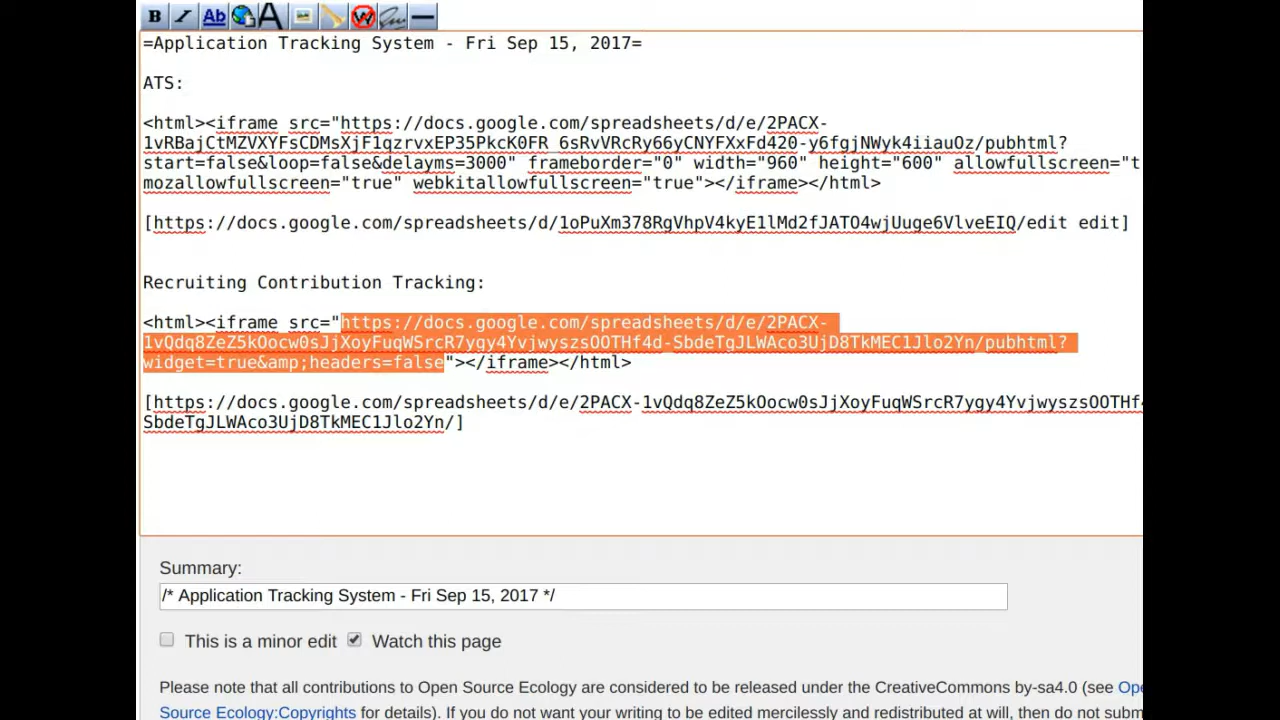 =Application Tracking System - Fri Sep 15, 2017=
ATS:
<html><iframe src="https://docs.google.com/spreadsheets/d/e/2PACX-
1vRBajCtMZVXYFsCDMsXjF1qzrvxEP35PkcK0FR_6sRvVRcRy66yCNYFXxFd420-y6fgjNWyk4iiauOz/pubhtml?
start=false&loop=false&delayms=3000" frameborder="0" width="960" height="600" allowfullscreen="t
mozallowfullscreen="true" webkitallowfullscreen="true"></iframe></html>
[https://docs.google.com/spreadsheets/d/1oPuXm378RgVhpV4kyE1lMd2fJATO4wjUuge6VlveEIQ/edit edit]
Recruiting Contribution Tracking:
<html><iframe src="https://docs.google.com/spreadsheets/d/e/2PACX-
1vQdq8ZeZ5kOocw0sJjXoyFuqWSrcR7ygy4YvjwyszsOOTHf4d-SbdeTgJLWAco3UjD8TkMEC1Jlo2Yn/pubhtml?
widget=true&amp;headers=false"></iframe></html>
[https://docs.google.com/spreadsheets/d/e/2PACX-1vQdq8ZeZ5kOocw0sJjXoyFuqWSrcR7ygy4YvjwyszsOOTHf4
SbdeTgJLWAco3UjD8TkMEC1Jlo2Yn/]
Summary:
/* Application Tracking System - Fri Sep 15, 2017 */
This is a minor edit Watch this page
Please note that all contributions to Open Source Ecology are considered to be released under the CreativeCommons by-sa4.0 (see Ope
Source Ecology:Copyrights for details). If you do not want your writing to be edited mercilessly and redistributed at will, then do not subm